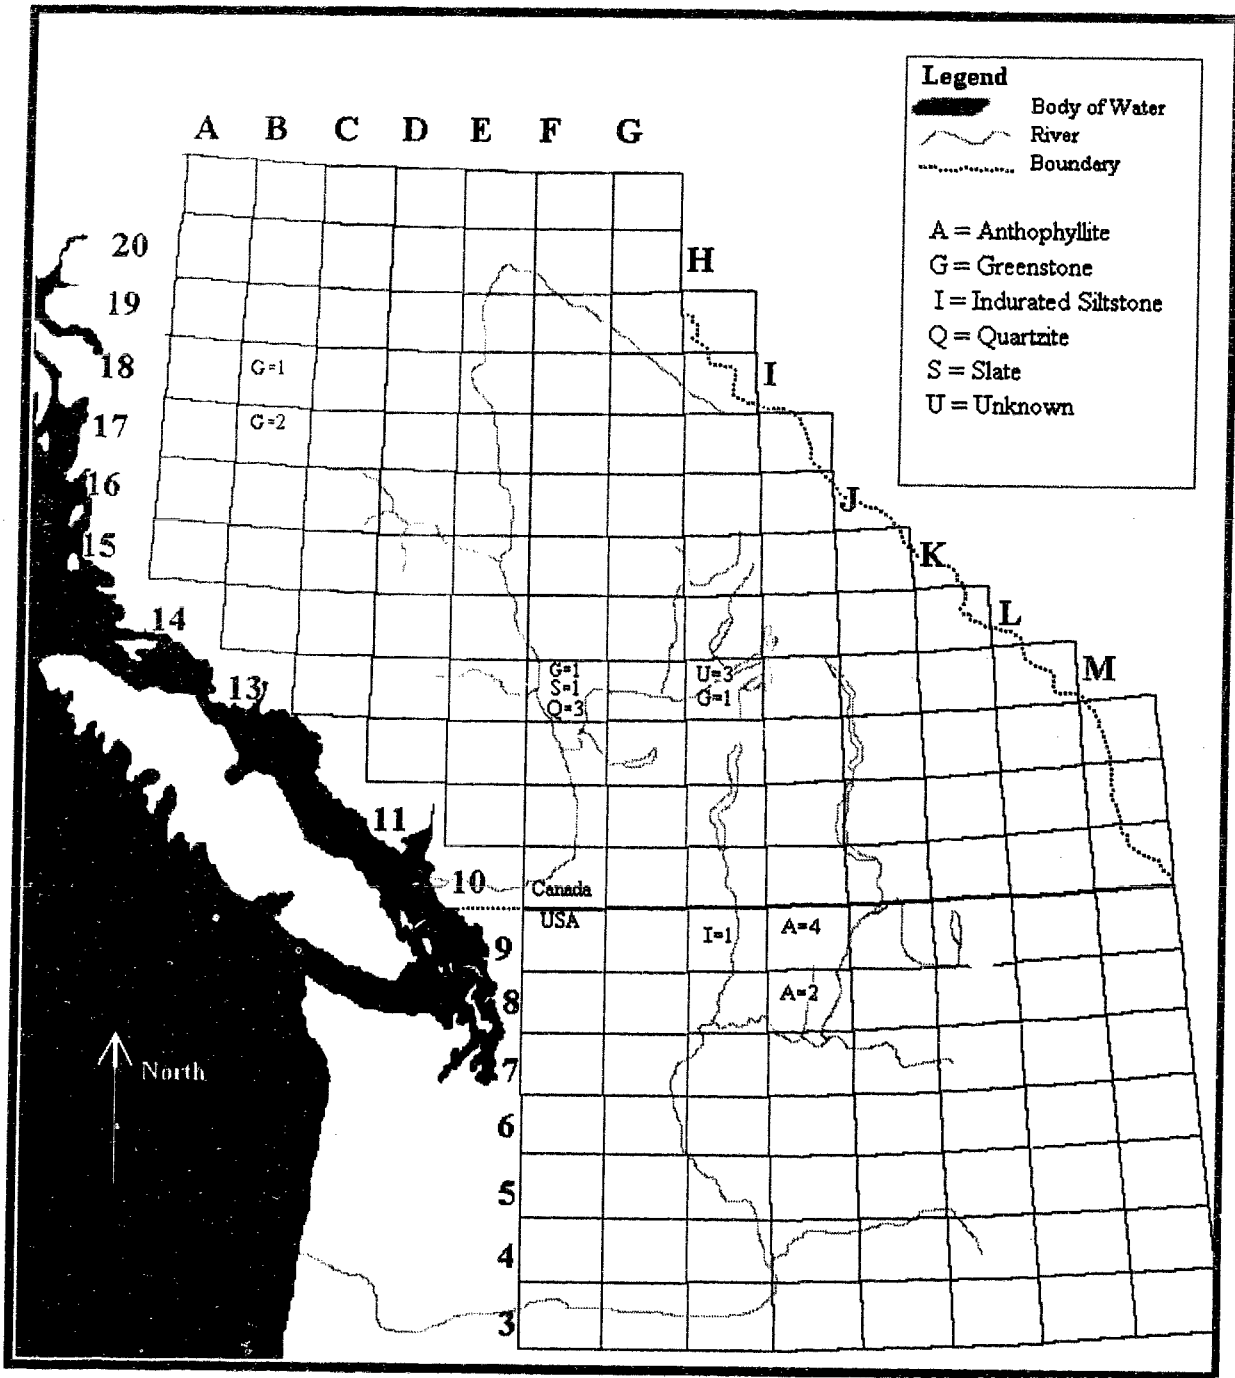 Legend
Body of Water
River
Boundary
A = Anthophyllite
G = Greenstone
I = Indurated Siltstone
Q = Quartzite
S = Slate
U = Unknown
A B C D E F G
H
I
J
K
L
M
20
19
18
17
16
15
14
13
11
10
9
8
7
6
5
4
3
G=1
G=2
G=1
S=1
Q=3
U=3
G=1
Canada
USA
I=1
A=4
A=2
North